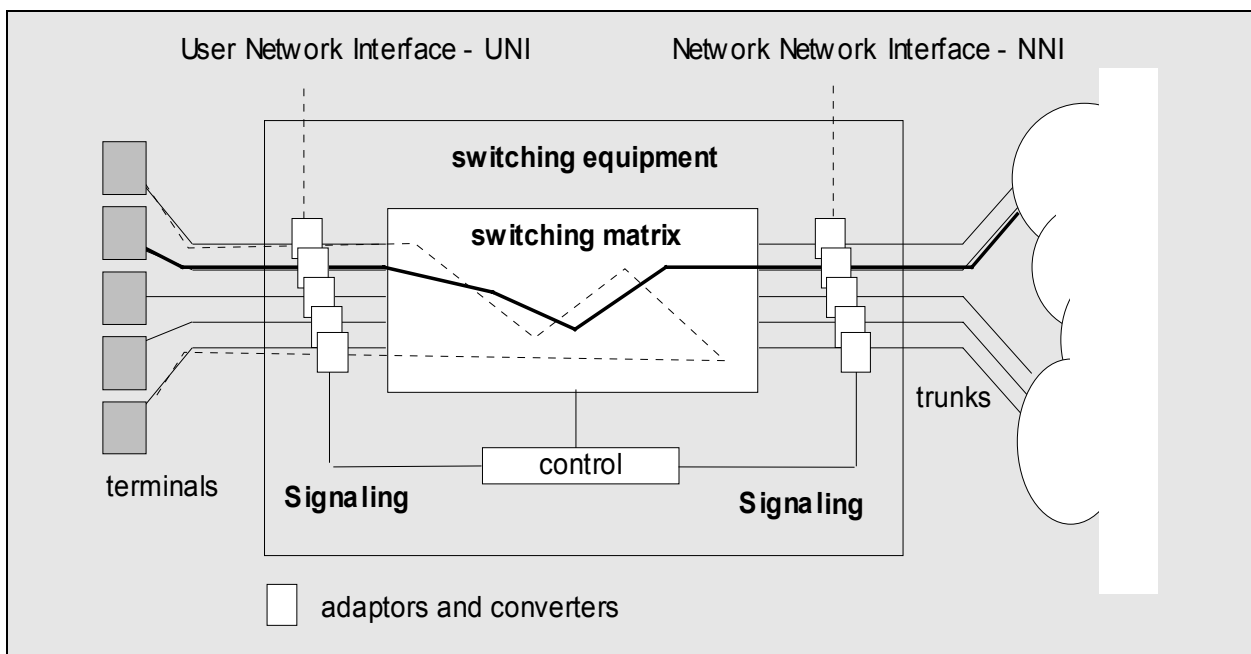 User Network Interface - UNI
Network Network Interface - NNI
switching equipment
switching matrix
trunks
control
terminals
Signaling
Signaling
adaptors and converters